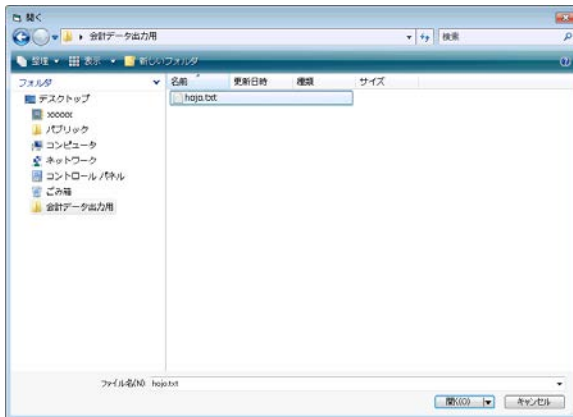 開く
会計データ出力用
検索
整理 表示 新しいフォルダ
フォルダ
名前 更新日時 種類 サイズ
デスクトップ
hojo.txt
xxxxxx
パブリック
コンピュータ
ネットワーク
コントロール パネル
ごみ箱
会計データ出力用
ファイル名(N) hojo.txt
開く(O) キャンセル